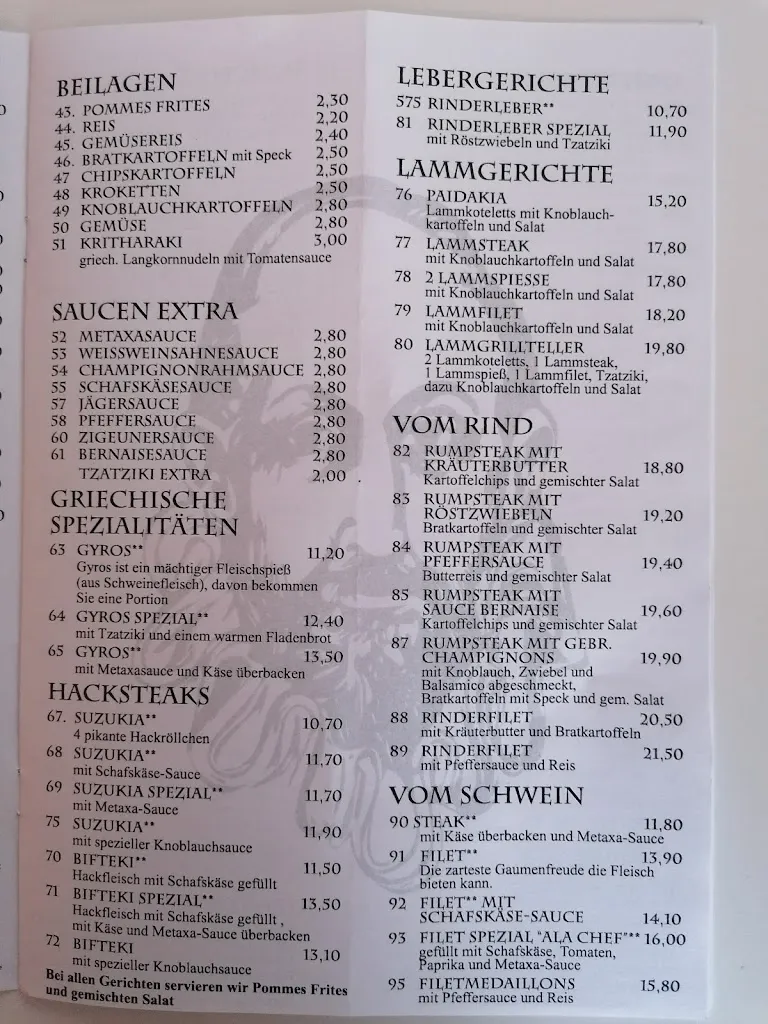 BEILAGEN
43. POMMES FRITES 2,30
44. REIS 2,20
45. GEMÜSEREIS 2,40
46. BRATKARTOFFELN mit Speck 2,50
47 CHIPSKARTOFFELN 2,50
48 KROKETTEN 2,50
49 KNOBLAUCHKARTOFFELN 2,80
50 GEMÜSE 2,80
51 KRITHARAKI 3,00
griech. Langkornnudeln mit Tomatensauce
SAUCEN EXTRA
52 METAXASAUCE 2,80
53 WEISSWEINSAHNESAUCE 2,80
54 CHAMPIGNONRAHMSAUCE 2,80
55 SCHAFSKÄSESAUCE 2,80
57 JÄGERSAUCE 2,80
58 PFEFFERSAUCE 2,80
60 ZIGEUNERSAUCE 2,80
61 BERNAISESAUCE 2,80
TZATZIKI EXTRA 2,00
GRIECHISCHE
SPEZIALITÄTEN
63 GYROS** 11,20
Gyros ist ein mächtiger Fleischspieß
(aus Schweinefleisch), davon bekommen
Sie eine Portion
64 GYROS SPEZIAL** 12,40
mit Tzatziki und einem warmen Fladenbrot
65 GYROS** 13,50
mit Metaxasauce und Käse überbacken
HACKSTEAKS
67. SUZUKIA** 10,70
4 pikante Hackröllchen
68 SUZUKIA** 11,70
mit Schafskäse-Sauce
69 SUZUKIA SPEZIAL** 11,70
mit Metaxa-Sauce
75 SUZUKIA** 11,90
mit spezieller Knoblauchsauce
70 BIFTEKI** 11,50
Hackfleisch mit Schafskäse gefüllt
71 BIFTEKI SPEZIAL** 13,50
Hackfleisch mit Schafskäse gefüllt ,
mit Käse und Metaxa-Sauce überbacken
72 BIFTEKI 13,10
mit spezieller Knoblauchsauce
Bei allen Gerichten servieren wir Pommes Frites
und gemischten Salat
LEBERGERICHTE
575 RINDERLEBER** 10,70
81 RINDERLEBER SPEZIAL 11,90
mit Röstzwiebeln und Tzatziki
LAMMGERICHTE
76 PAIDAKIA 15,20
Lammkoteletts mit Knoblauch-
kartoffeln und Salat
77 LAMMSTEAK 17,80
mit Knoblauchkartoffeln und Salat
78 2 LAMMSPIESSE 17,80
mit Knoblauchkartoffeln und Salat
79 LAMMFILET 18,20
mit Knoblauchkartoffeln und Salat
80 LAMMGRILLTELLER 19,80
2 Lammkoteletts, 1 Lammsteak,
1 Lammspieß, 1 Lammfilet, Tzatziki,
dazu Knoblauchkartoffeln und Salat
VOM RIND
82 RUMPSTEAK MIT
KRÄUTERBUTTER 18,80
Kartoffelchips und gemischter Salat
83 RUMPSTEAK MIT
RÖSTZWIEBELN 19,20
Bratkartoffeln und gemischter Salat
84 RUMPSTEAK MIT
PFEFFERSAUCE 19,40
Butterreis und gemischter Salat
85 RUMPSTEAK MIT
SAUCE BERNAISE 19,60
Kartoffelchips und gemischter Salat
87 RUMPSTEAK MIT GEBR.
CHAMPIGNONS 19,90
mit Knoblauch, Zwiebel und
Balsamico abgeschmeckt,
Bratkartoffeln mit Speck und gem. Salat
88 RINDERFILET 20,50
mit Kräuterbutter und Bratkartoffeln
89 RINDERFILET 21,50
mit Pfeffersauce und Reis
VOM SCHWEIN
90 STEAK** 11,80
mit Käse überbacken und Metaxa-Sauce
91 FILET** 13,90
Die zarteste Gaumenfreude die Fleisch
bieten kann.
92 FILET** MIT
SCHAFSKÄSE-SAUCE 14,10
93 FILET SPEZIAL "ALA CHEF"** 16,00
gefüllt mit Schafskäse, Tomaten,
Paprika und Metaxa-Sauce
95 FILETMEDAILLONS 15,80
mit Pfeffersauce und Reis